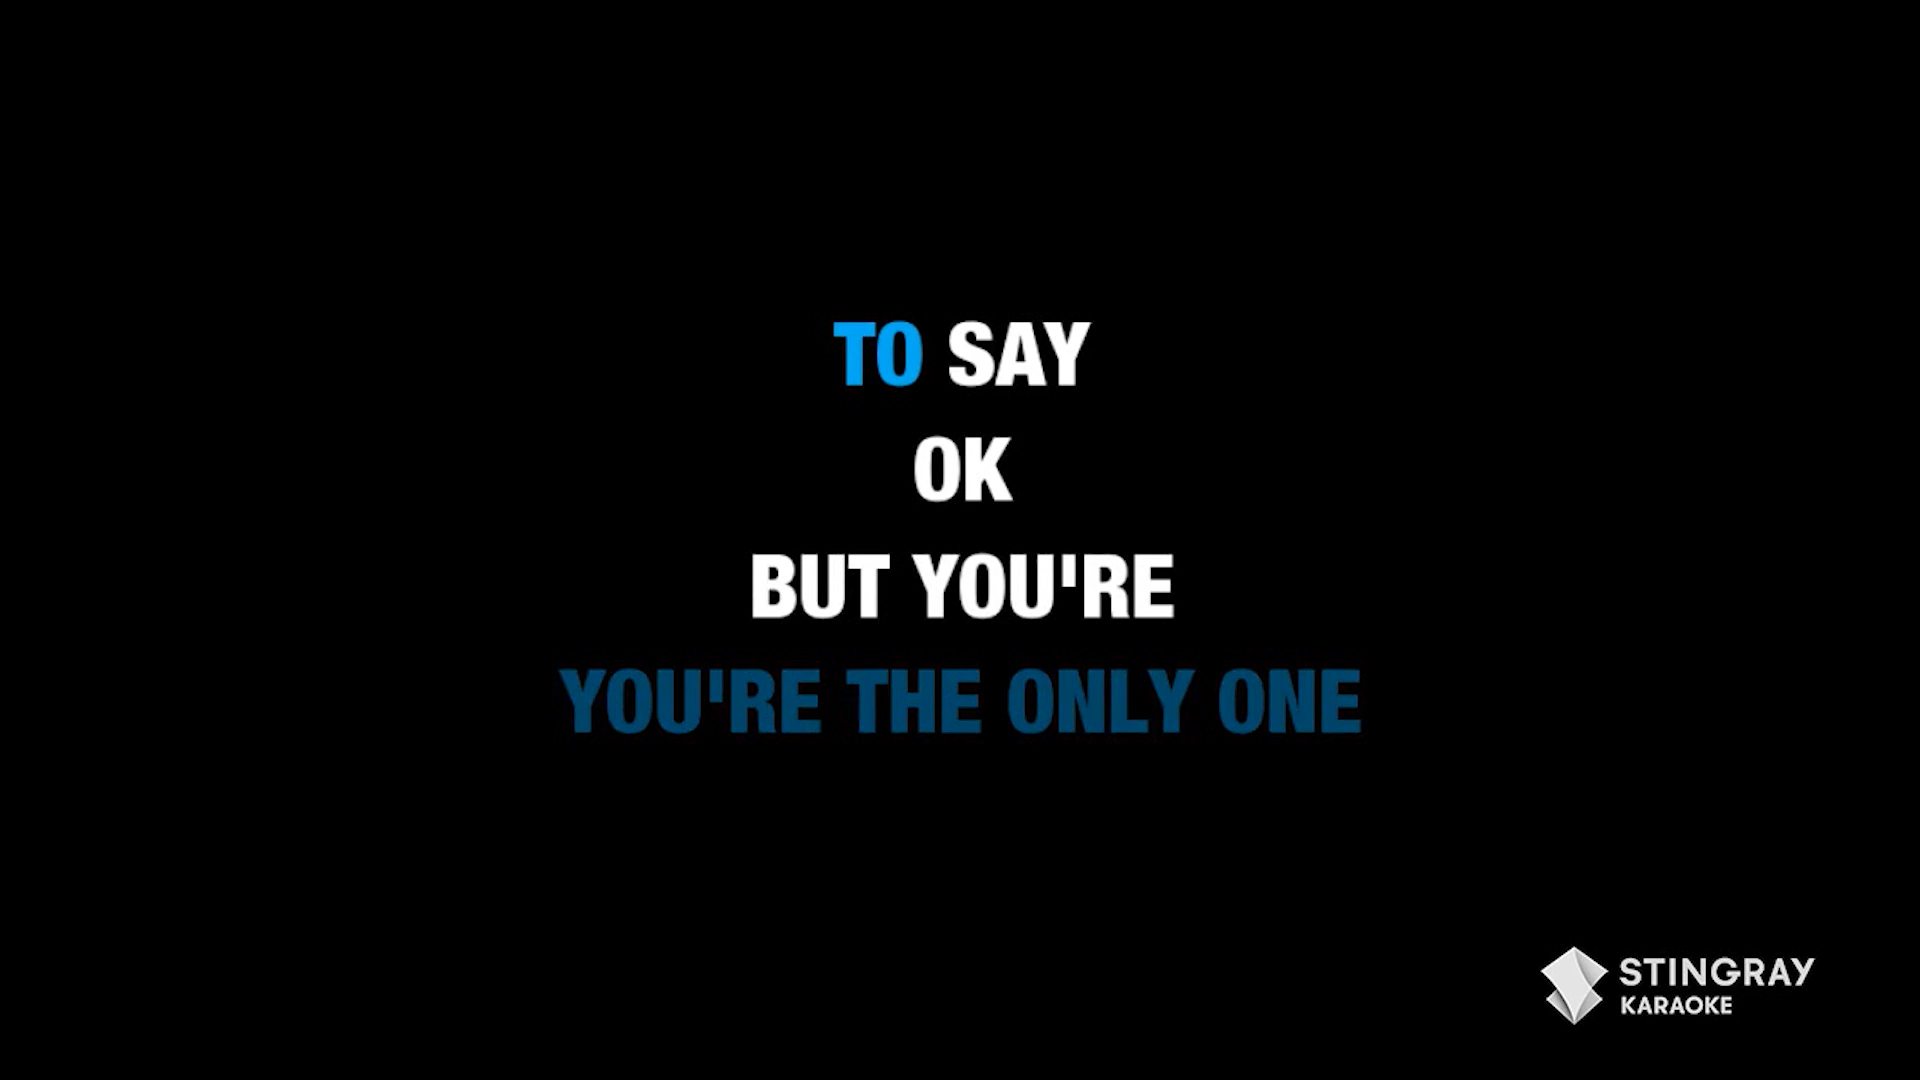 TO SAY
OK
BUT YOU'RE
YOU'RE THE ONLY ONE
STINGRAY
KARAOKE